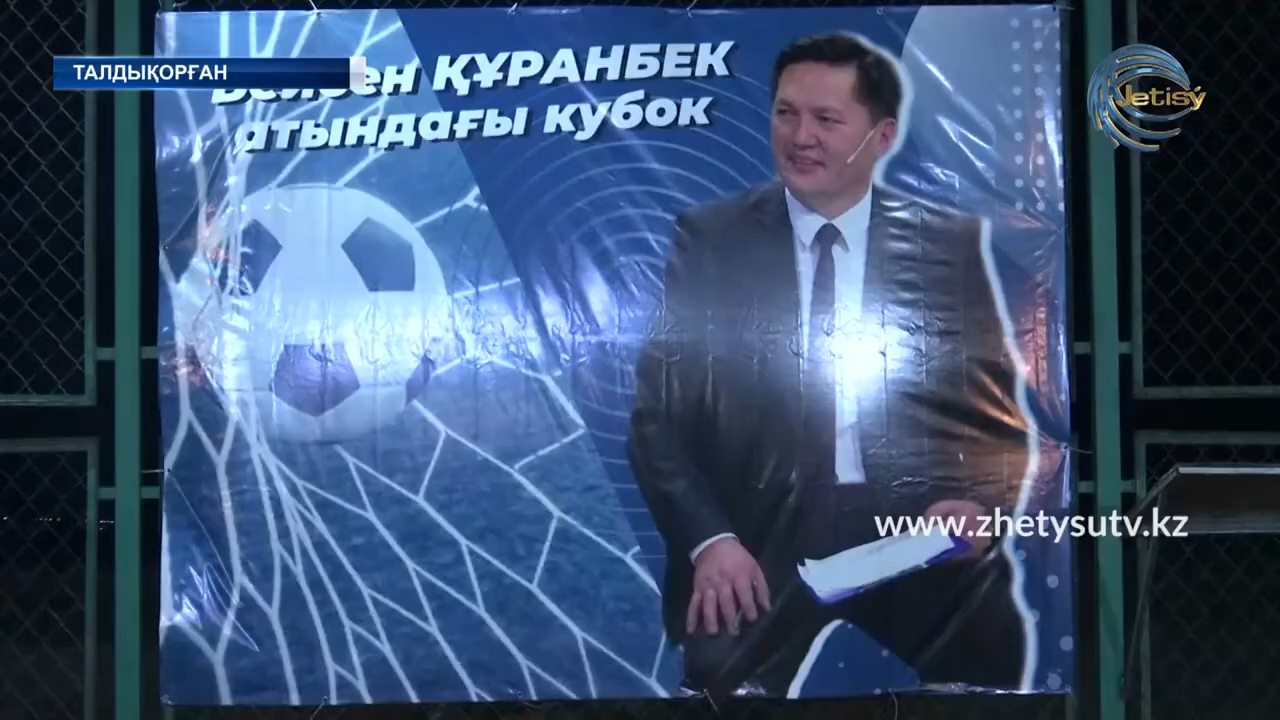 ТАЛДЫҚОРҒАН
ҚҰРАНБЕК
атындағы кубок
Jetisý
www.zhetysutv.kz